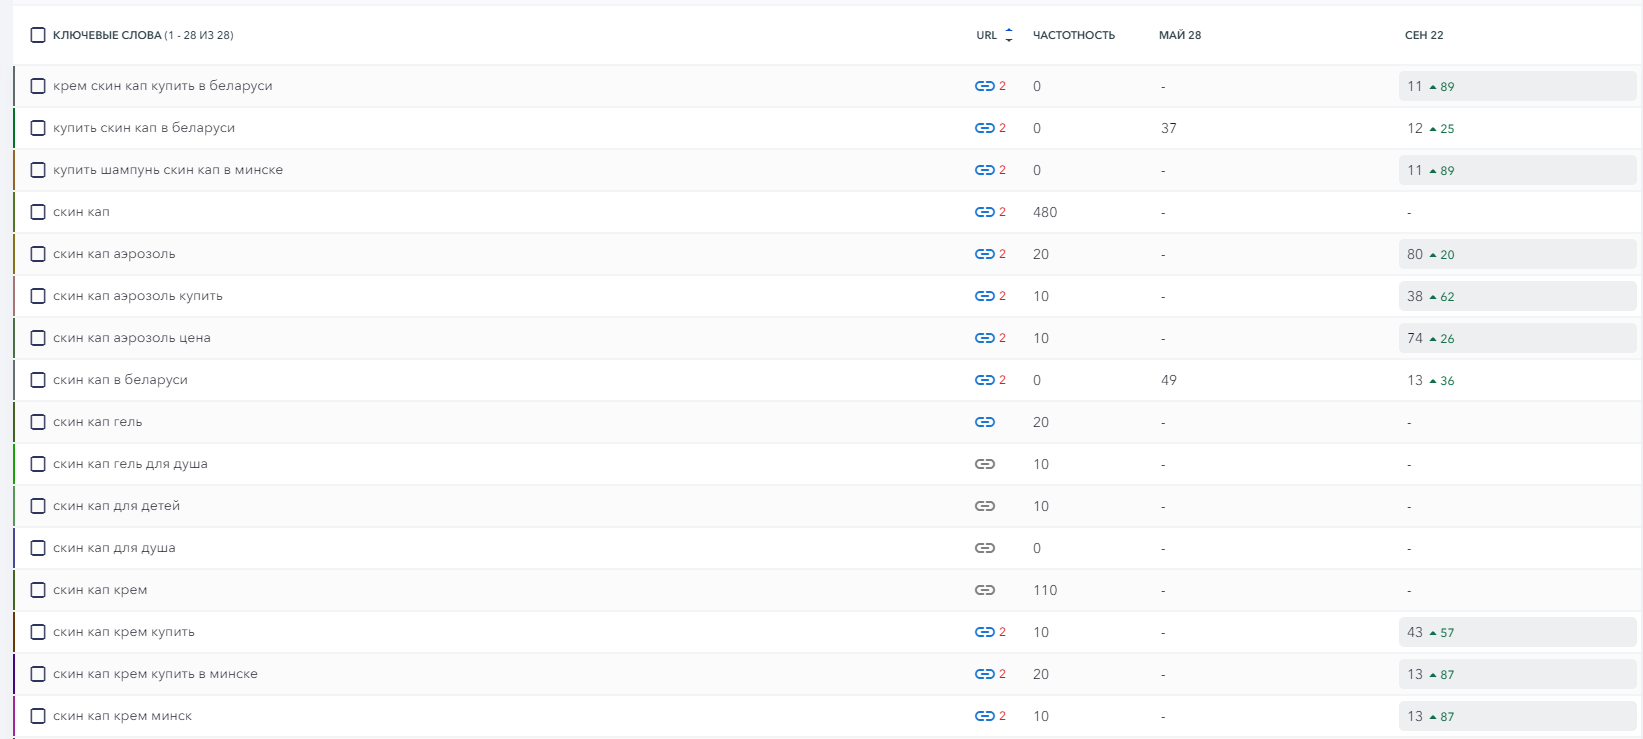 КЛЮЧЕВЫЕ СЛОВА (1 - 28 ИЗ 28) URL ЧАСТОТНОСТЬ МАЙ 28 СЕН 22
крем скин кап купить в беларуси 2 0 - 11 89
купить скин кап в беларуси 2 0 37 12 25
купить шампунь скин кап в минске 2 0 - 11 89
скин кап 2 480 - -
скин кап аэрозоль 2 20 - 80 20
скин кап аэрозоль купить 2 10 - 38 62
скин кап аэрозоль цена 2 10 - 74 26
скин кап в беларуси 2 0 49 13 36
скин кап гель 20 - -
скин кап гель для душа 10 - -
скин кап для детей 10 - -
скин кап для душа 0 - -
скин кап крем 110 - -
скин кап крем купить 2 10 - 43 57
скин кап крем купить в минске 2 20 - 13 87
скин кап крем минск 2 10 - 13 87